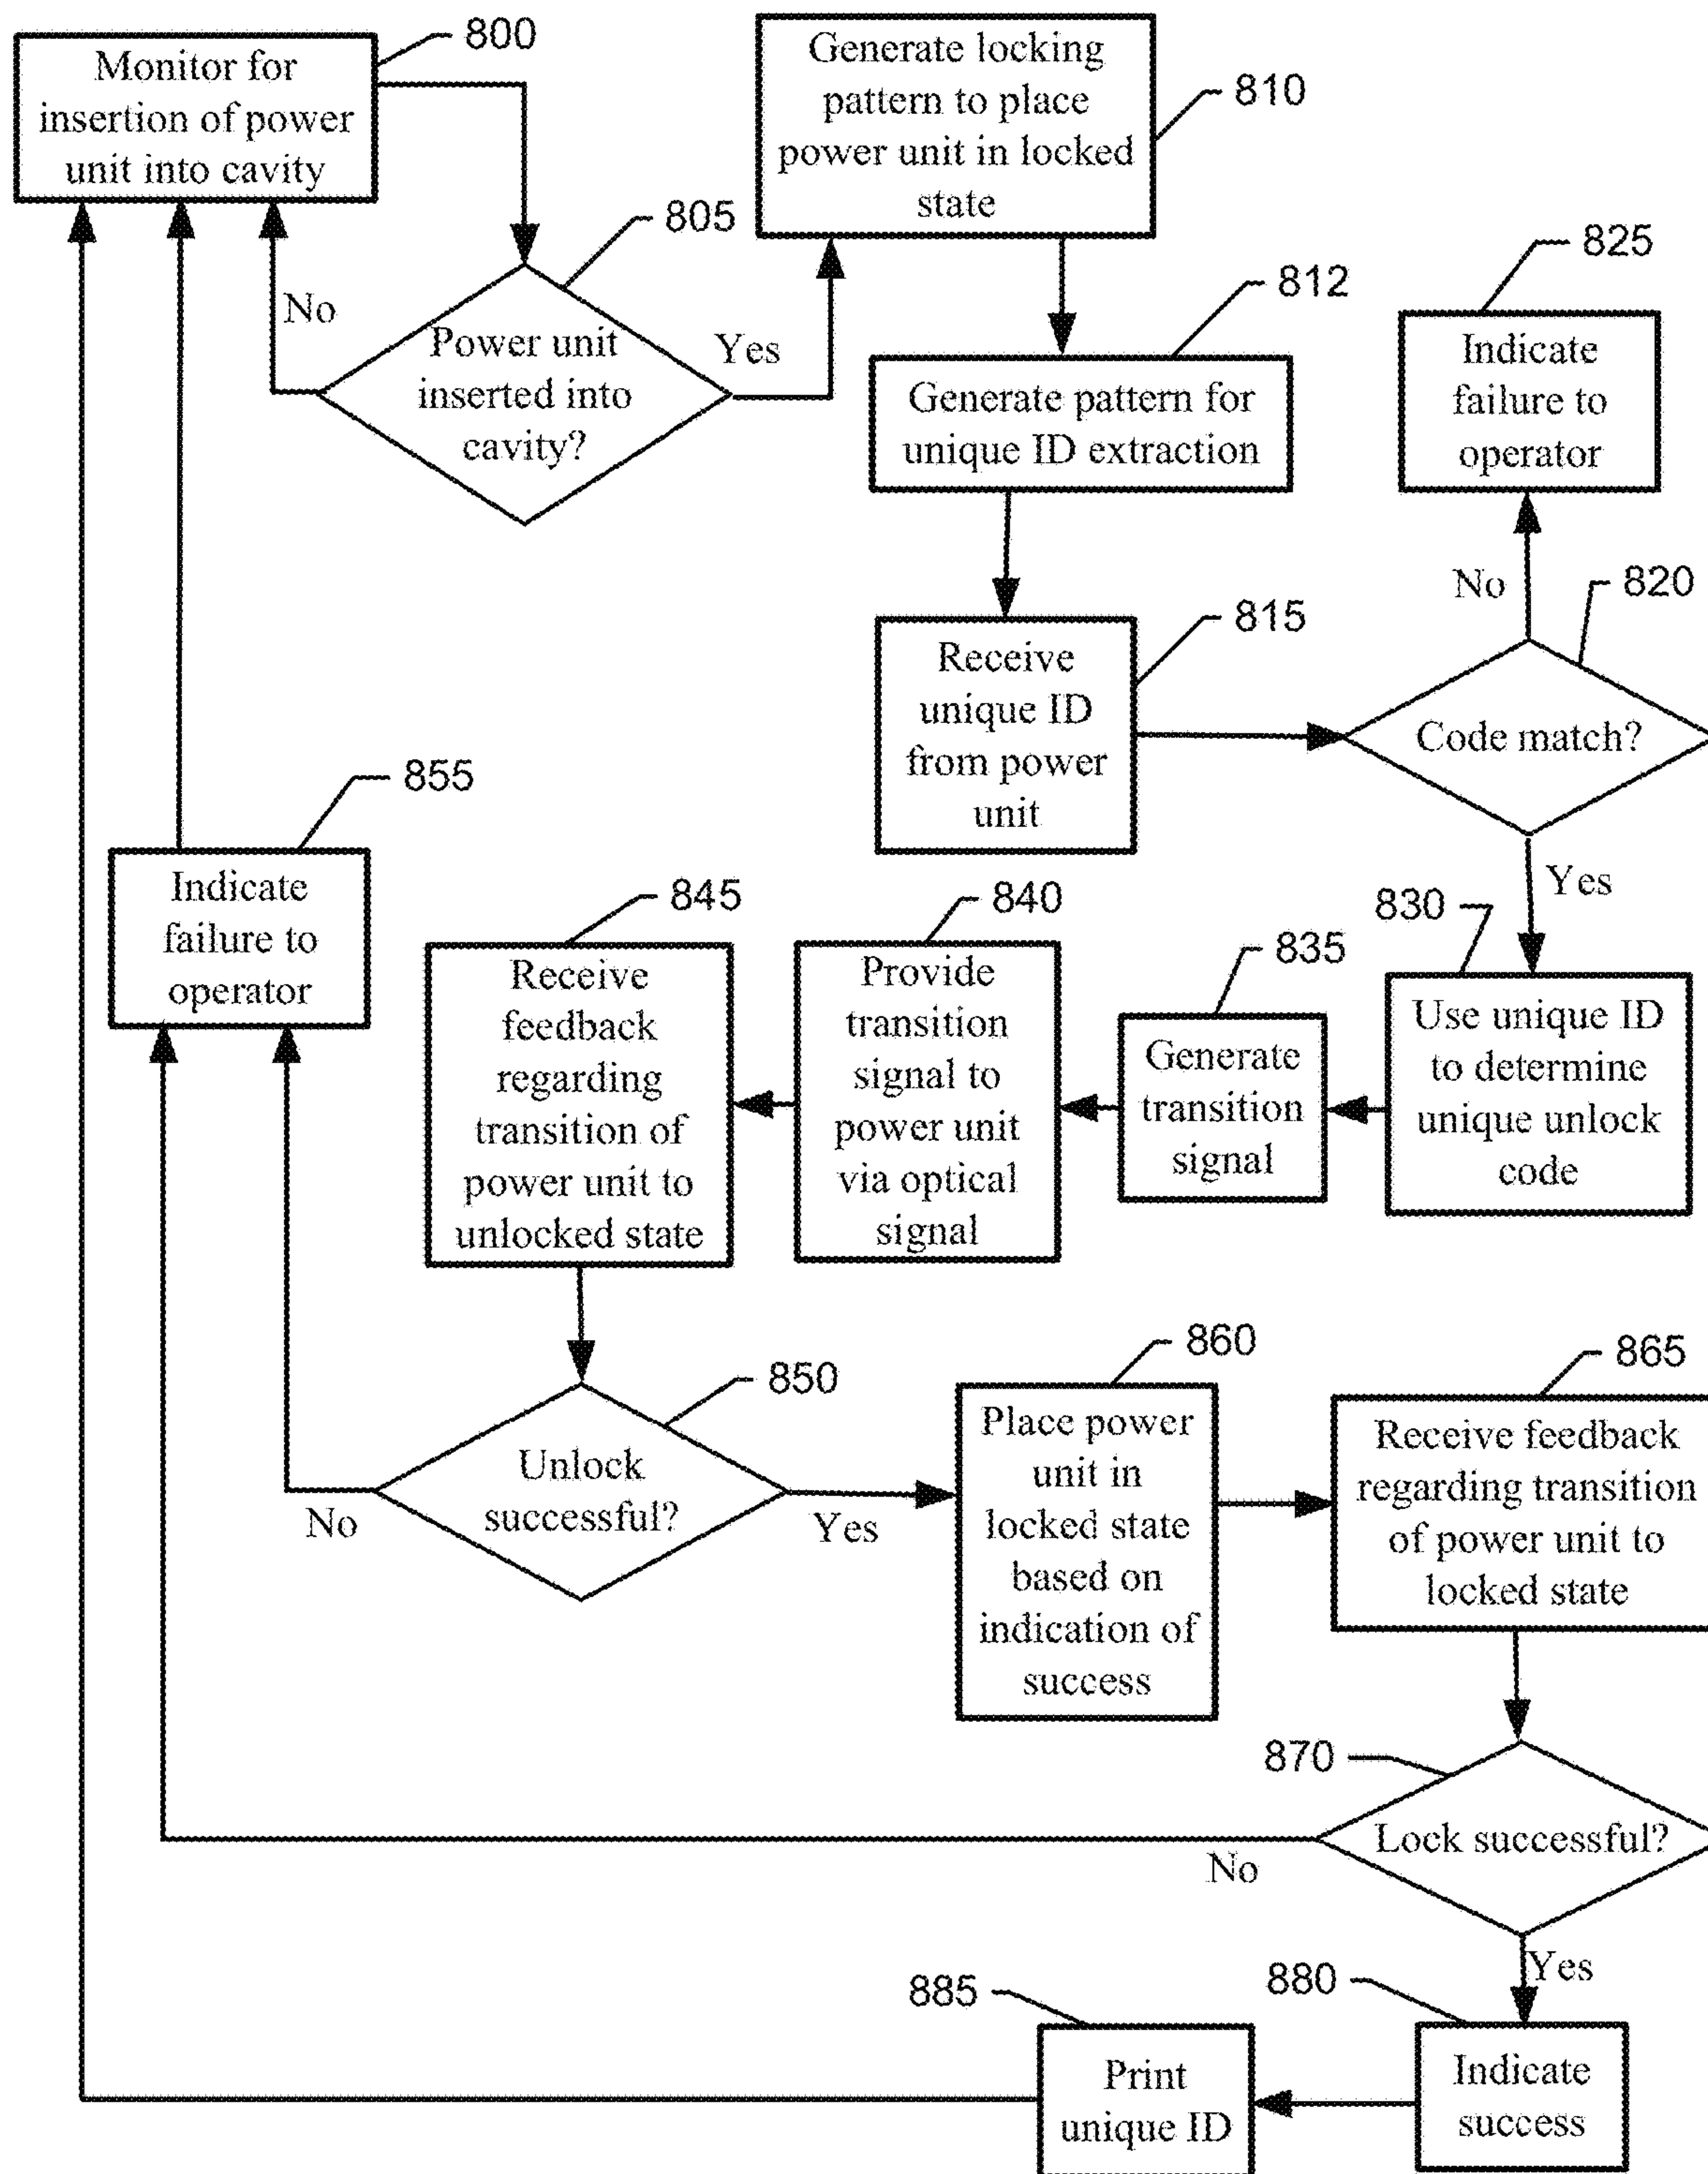 800
Monitor for
insertion of power
unit into cavity
805
No
Power unit
inserted into
cavity?
Yes
Generate locking
pattern to place
power unit in locked
state
810
812
Generate pattern for
unique ID extraction
815
Receive
unique ID
from power
unit
825
Indicate
failure to
operator
No
820
Code match?
Yes
830
Use unique ID
to determine
unique unlock
code
835
Generate
transition
signal
840
Provide
transition
signal to
power unit
via optical
signal
845
Receive
feedback
regarding
transition of
power unit to
unlocked state
855
Indicate
failure to
operator
850
Unlock
successful?
No
Yes
860
Place power
unit in
locked state
based on
indication of
success
865
Receive feedback
regarding transition
of power unit to
locked state
870
Lock successful?
No
Yes
880
Indicate
success
885
Print
unique ID